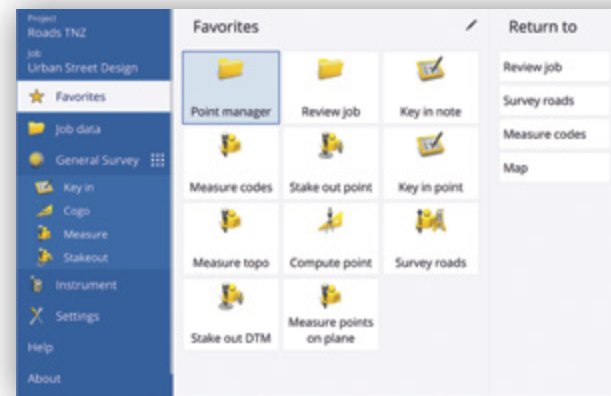 Project
Roads TNZ
Job
Urban Street Design
Favorites
Job data
General Survey
Key in
Cogo
Measure
Stakeout
Instrument
Settings
Help
About
Favorites
Point manager
Review job
Key in note
Measure codes
Stake out point
Key in point
Measure topo
Compute point
Survey roads
Stake out DTM
Measure points
on plane
Return to
Review job
Survey roads
Measure codes
Map